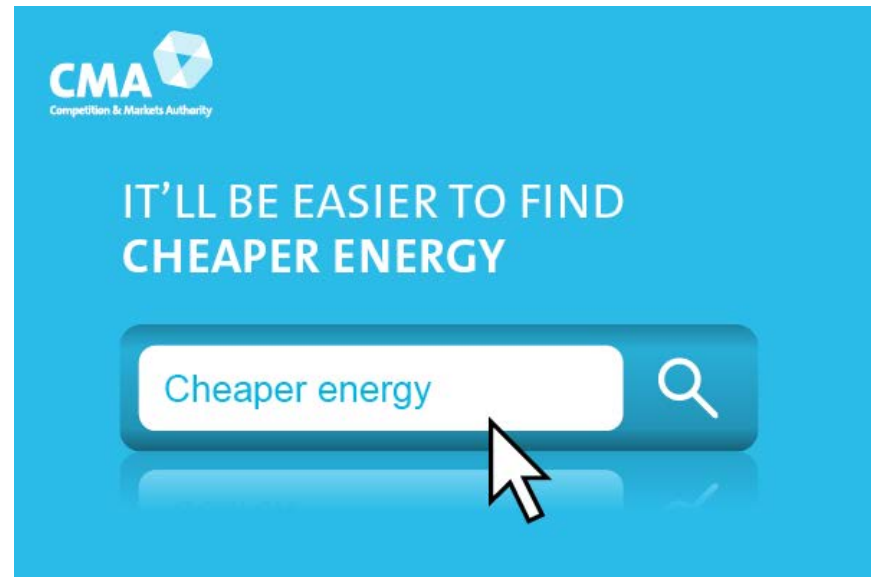 CMA
Competition & Markets Authority
IT’LL BE EASIER TO FIND
CHEAPER ENERGY
Cheaper energy